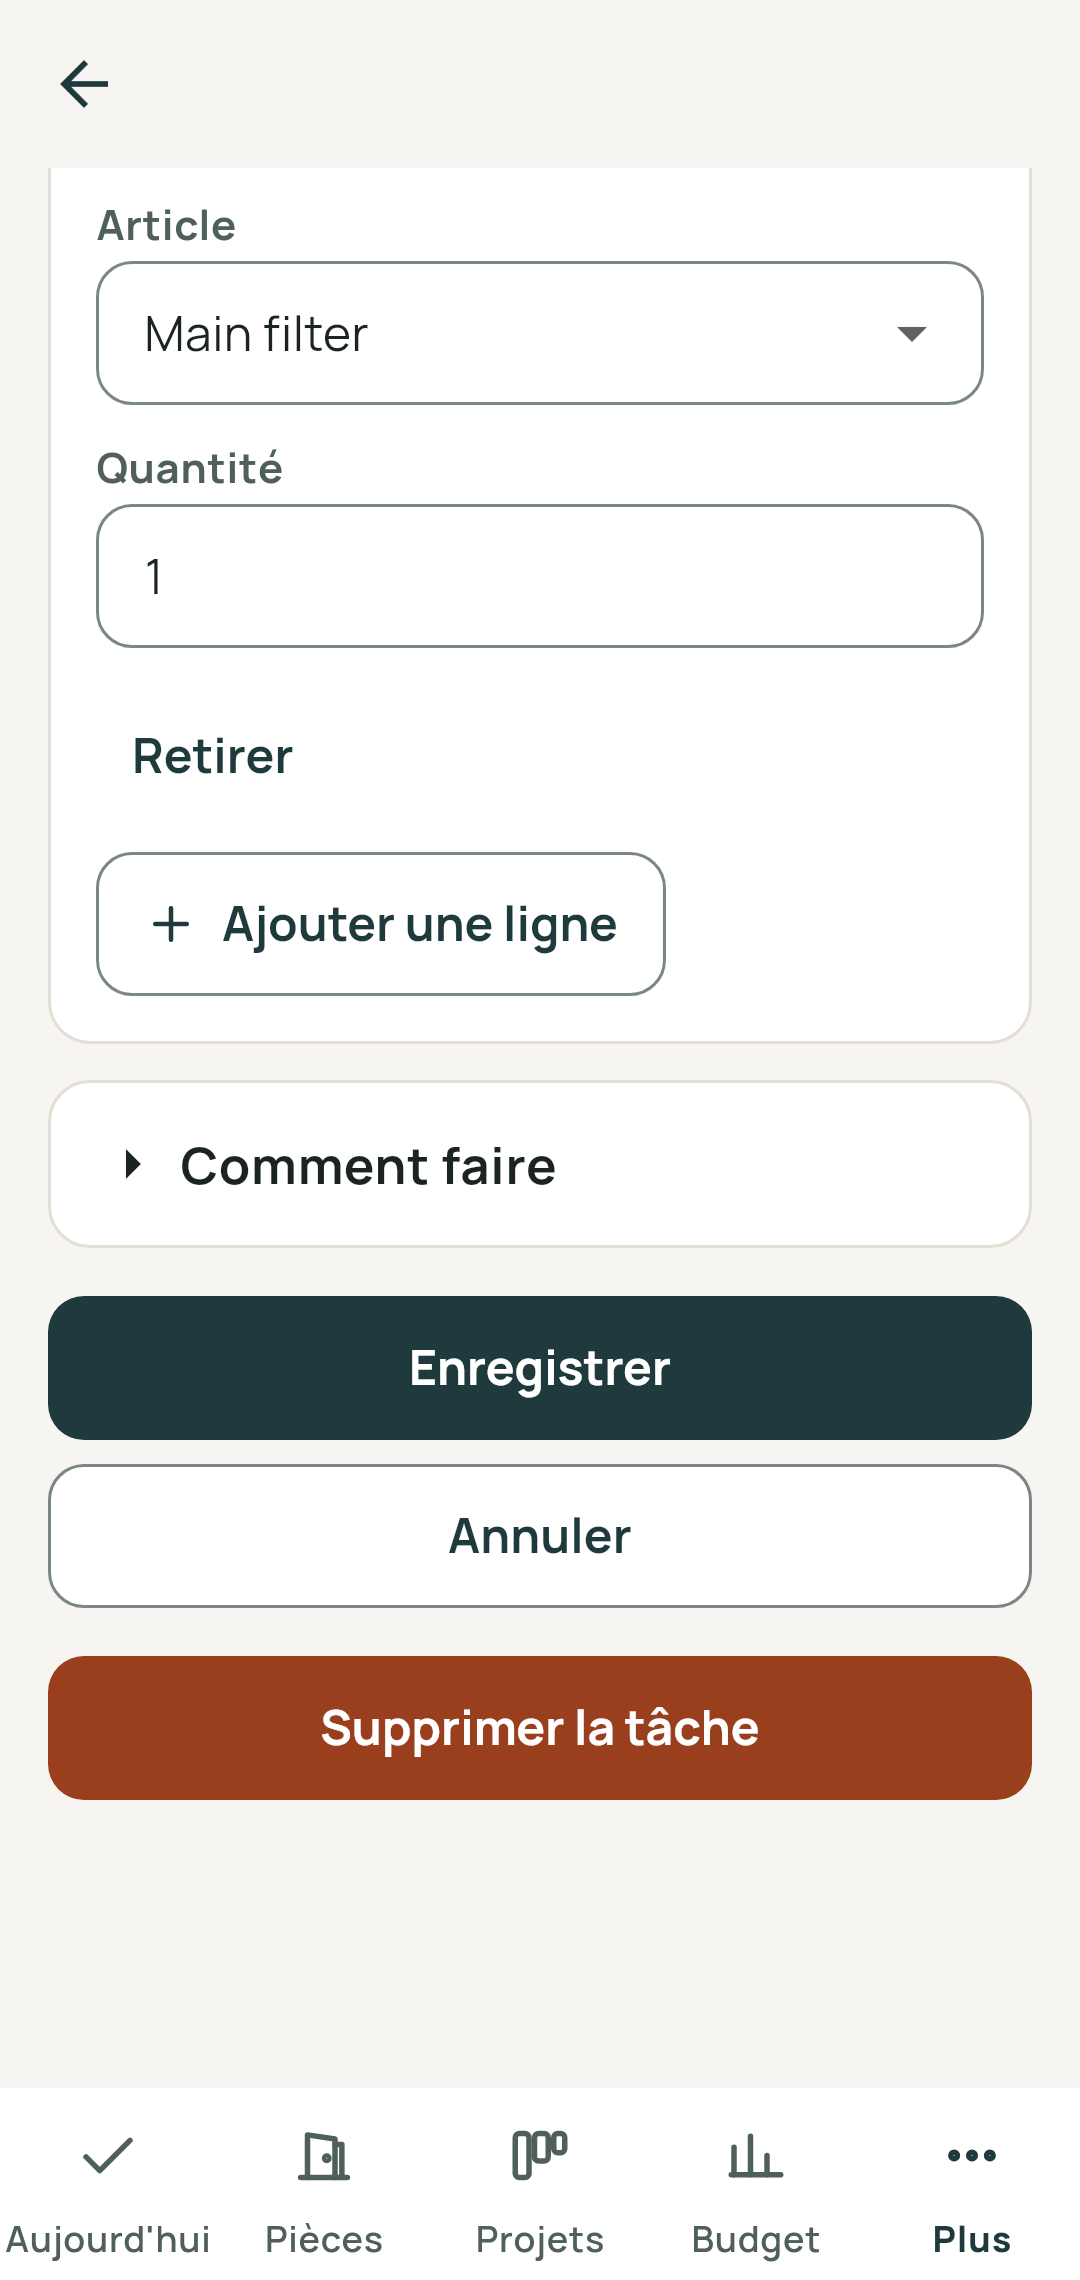 Article
Main filter
Quantité
1
Retirer
Ajouter une ligne
Comment faire
Enregistrer
Annuler
Supprimer la tâche
Aujourd'hui
Pièces
Projets
Budget
Plus